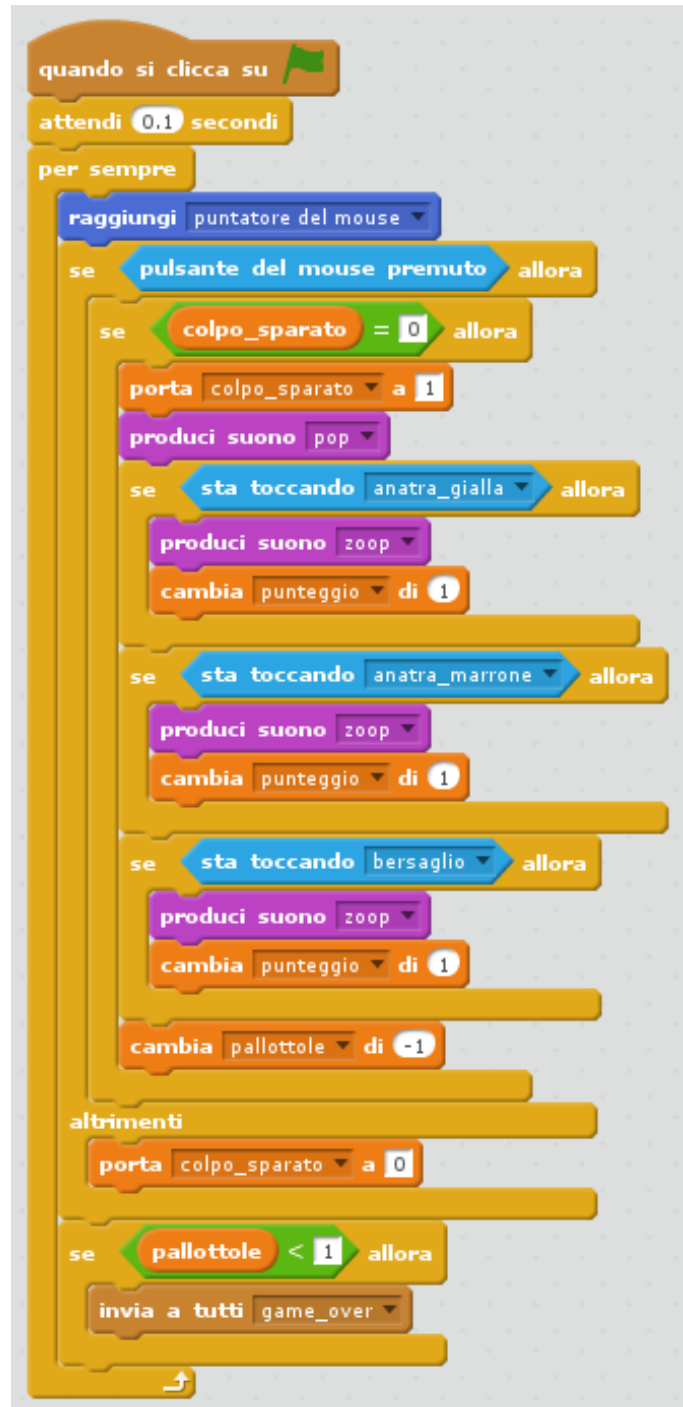 quando si clicca su
attendi 0.1 secondi
per sempre
raggiungi puntatore del mouse
se pulsante del mouse premuto allora
se colpo_sparato = 0 allora
porta colpo_sparato a 1
produci suono pop
se sta toccando anatra_gialla allora
produci suono zoop
cambia punteggio di 1
se sta toccando anatra_marrone allora
produci suono zoop
cambia punteggio di 1
se sta toccando bersaglio allora
produci suono zoop
cambia punteggio di 1
cambia pallottole di -1
altrimenti
porta colpo_sparato a 0
se pallottole < 1 allora
invia a tutti game_over